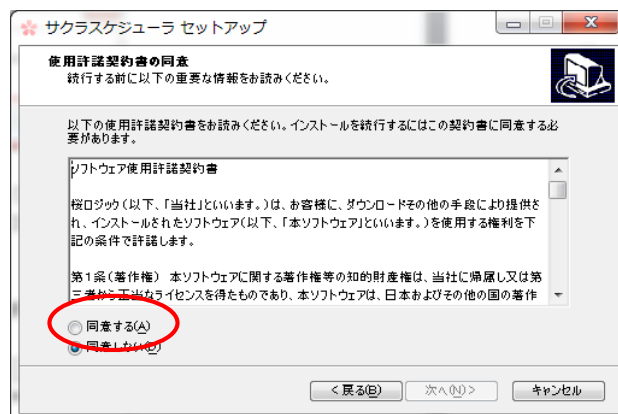 サクラスケジューラ セットアップ
使用許諾契約書の同意
続行する前に以下の重要な情報をお読みください。
以下の使用許諾契約書をお読みください。インストールを続行するにはこの契約書に同意する必
要があります。
ソフトウェア使用許諾契約書
桜ロジック(以下、「当社」といいます。)は、お客様に、ダウンロードその他の手段により提供さ
れ、インストールされたソフトウェア(以下、「本ソフトウェア」といいます。)を使用する権利を下
記の条件で許諾します。
第1条(著作権) 本ソフトウェアに関する著作権等の知的財産権は、当社に帰属し又は第
三者から正当なライセンスを得たものであり、本ソフトウェアは、日本およびその他の国の著作
同意する(A)
同意しない(D)
< 戻る(B)
次へ(N) >
キャンセル